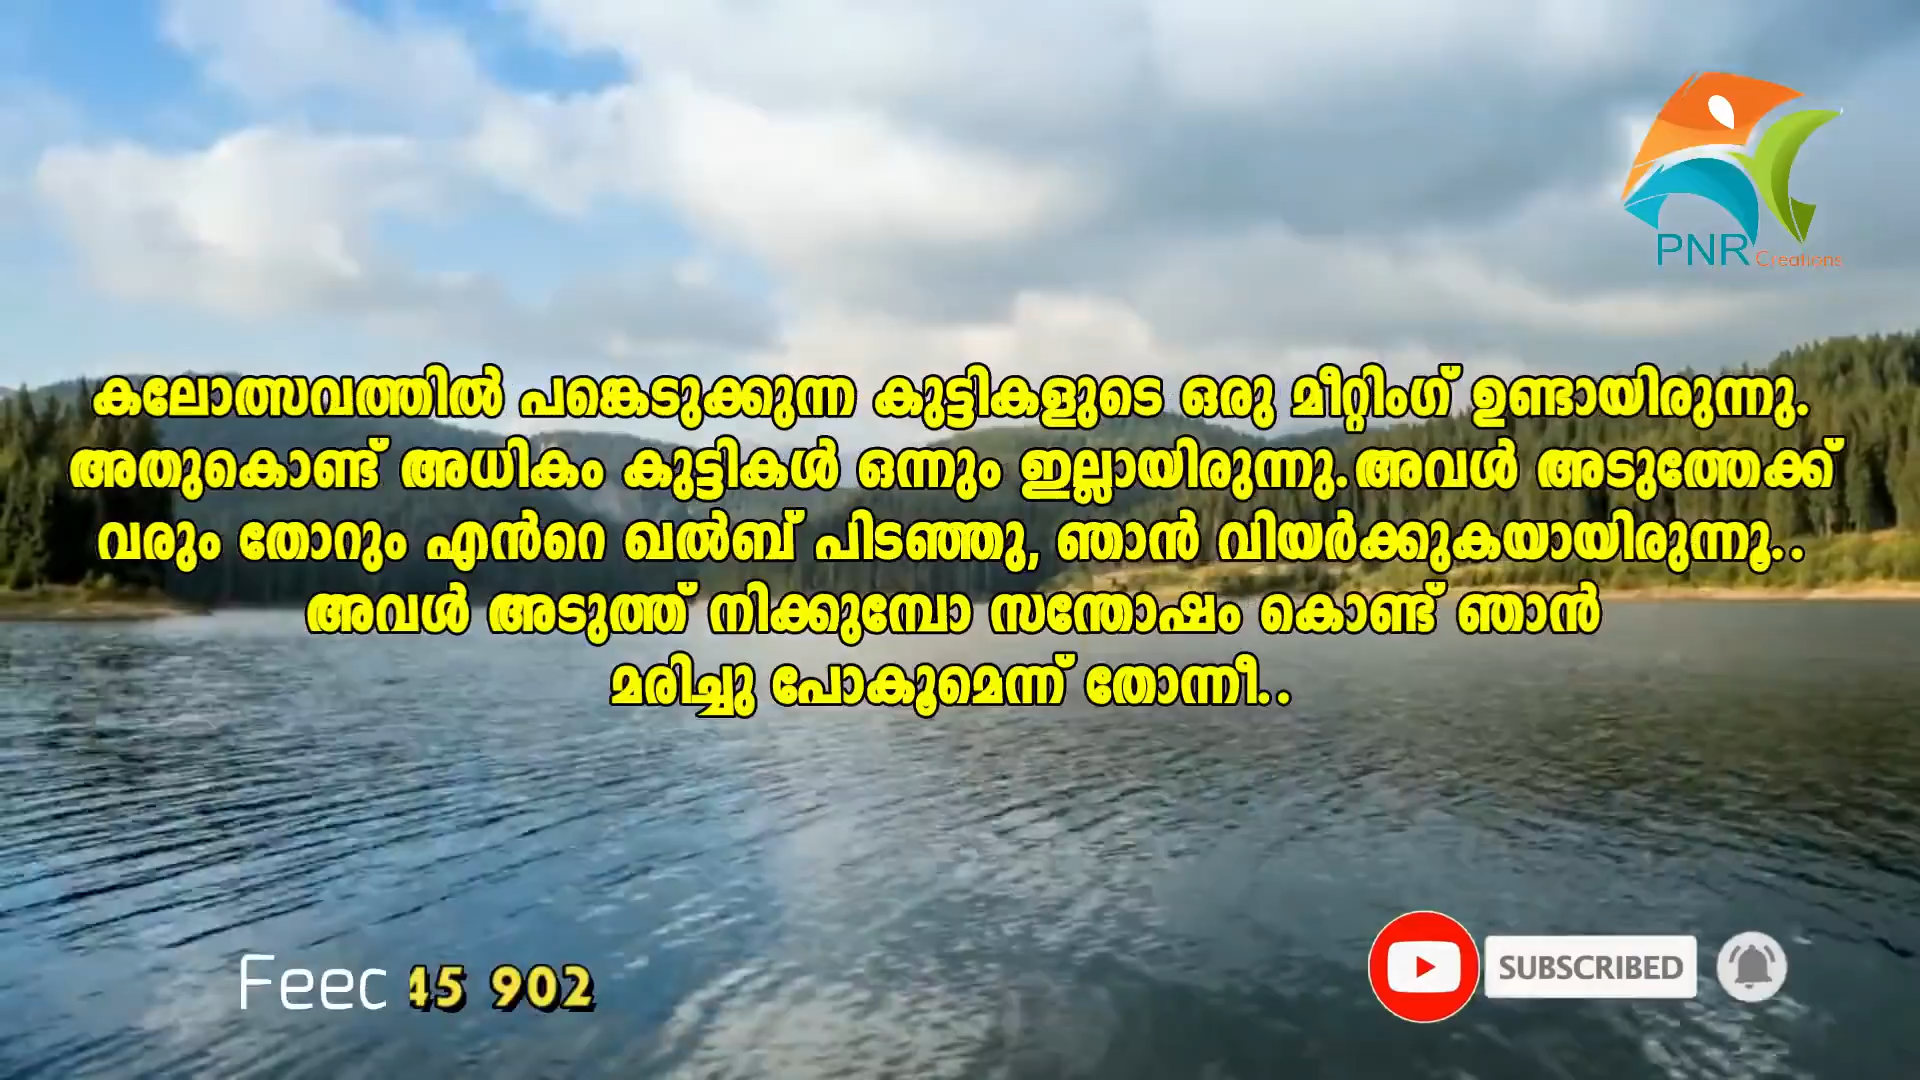 PNR Creations
കലോത്സവത്തിൽ പങ്കെടുക്കുന്ന കുട്ടികളുടെ ഒരു മീറ്റിംഗ് ഉണ്ടായിരുന്നു.
അതുകൊണ്ട് അധികം കുട്ടികൾ ഒന്നും ഇല്ലായിരുന്നു.അവൾ അടുത്തേക്ക്
വരും തോറും എൻറെ ഖൽബ് പിടഞ്ഞു, ഞാൻ വിയർക്കുകയായിരുന്നൂ..
അവൾ അടുത്ത് നിക്കുമ്പോ സന്തോഷം കൊണ്ട് ഞാൻ
മരിച്ചു പോകൂമെന്ന് തോന്നീ..
Feec 45 902
SUBSCRIBED